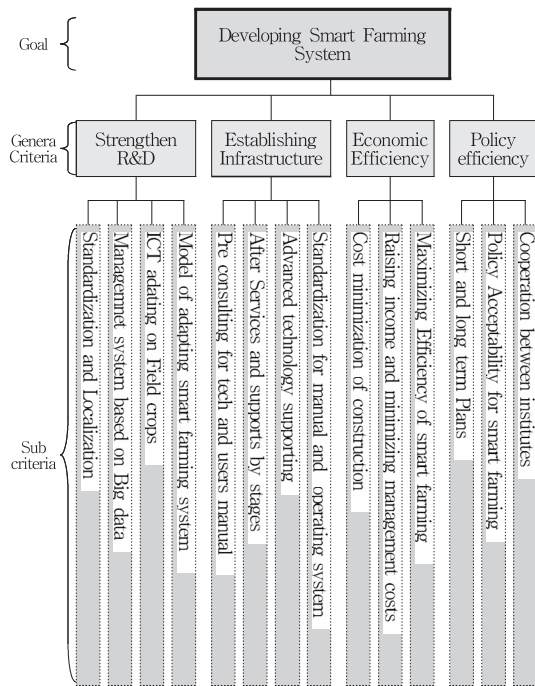 Goal
Developing Smart Farming
System
Genera
Criteria
Strengthen
R&D
Establishing
Infrastructure
Economic
Efficiency
Policy
efficiency
Sub
criteria
Standardization and Localization
Managemnet system based on Big data
ICT adating on Field crops
Model of adapting smart farming system
Pre consulting for tech and users manual
After Services and supports by stages
Advanced technology supporting
Standardization for manual and operating system
Cost minimization of construction
Raising income and minimizing management costs
Maximizing Efficiency of smart farming
Short and long term Plans
Policy Acceptability for smart farming
Cooperation between institutes